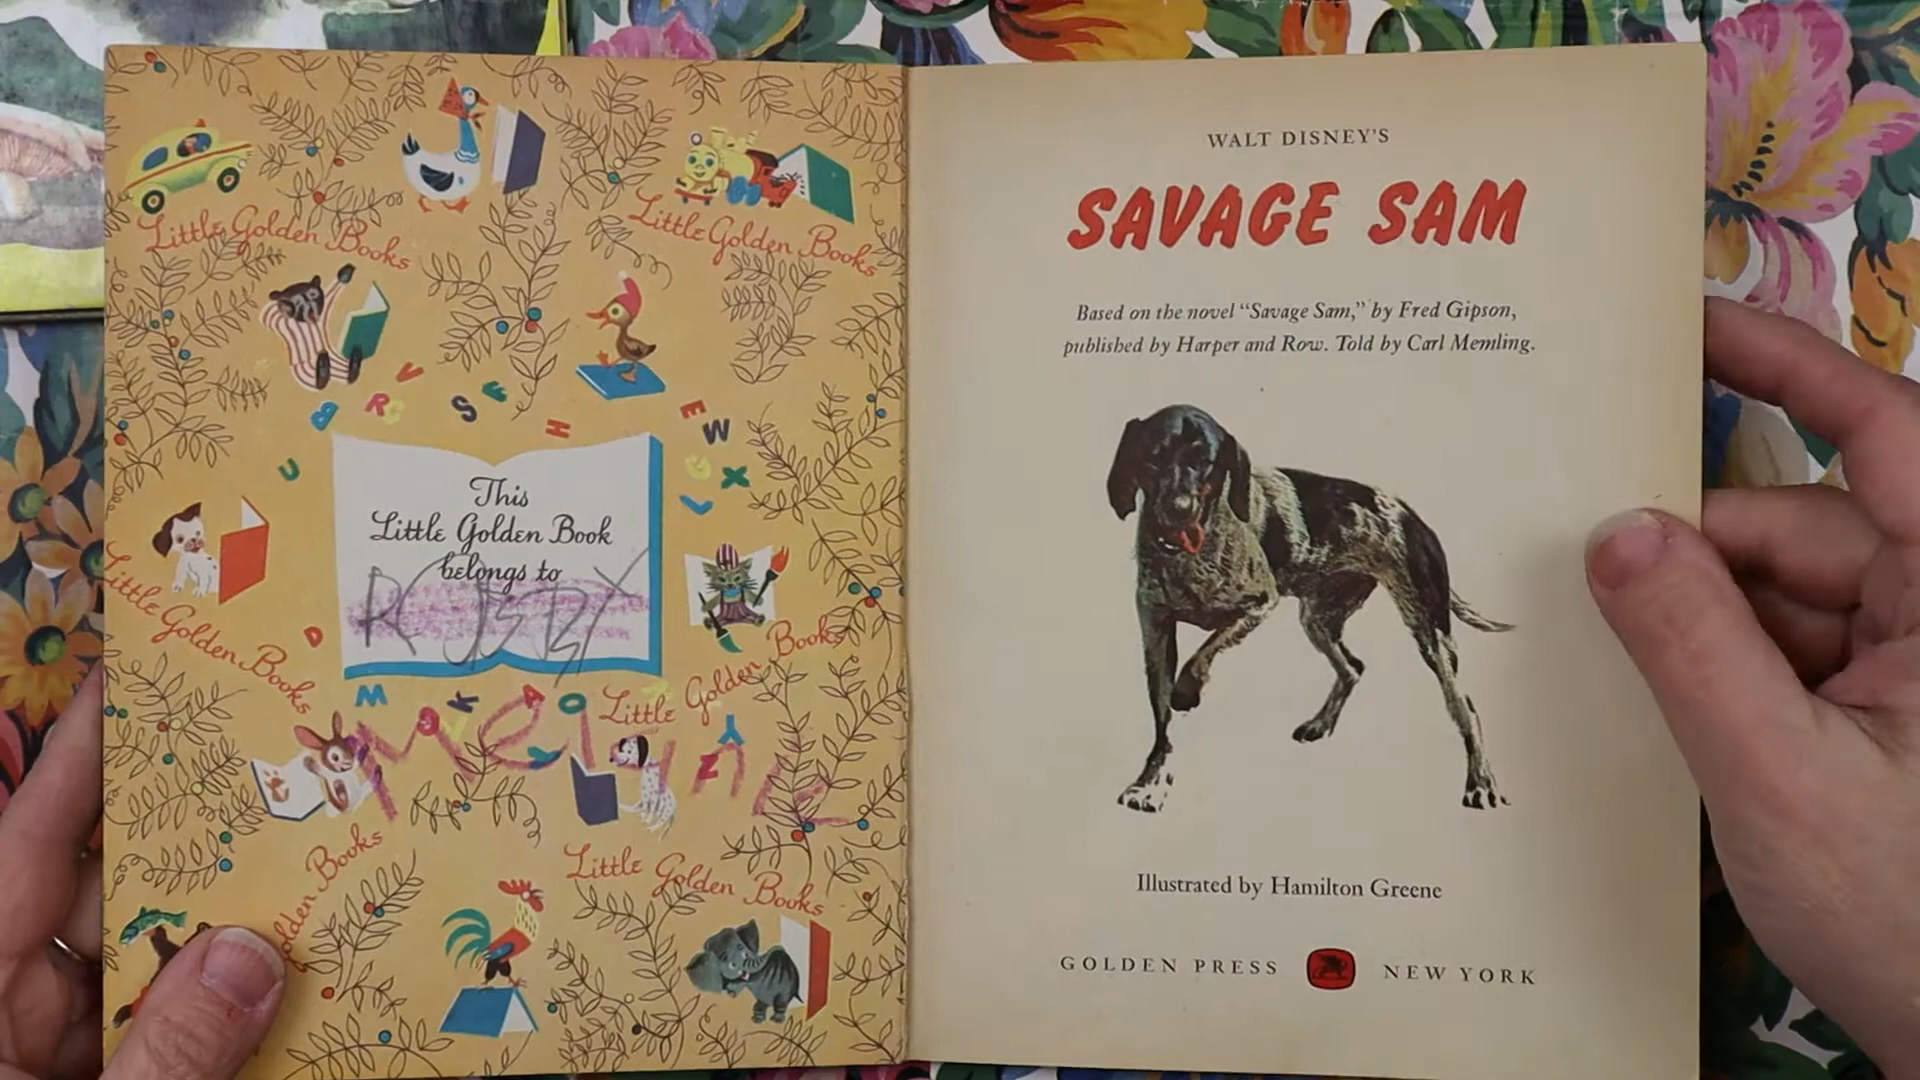 Little Golden Books
Little Golden Books
This
Little Golden Book
belongs to
Little Golden Books
Little Golden Books
Golden Books
Little Golden Books
WALT DISNEY'S
SAVAGE SAM
Based on the novel “Savage Sam,” by Fred Gipson,
published by Harper and Row. Told by Carl Memling.
Illustrated by Hamilton Greene
GOLDEN PRESS NEW YORK